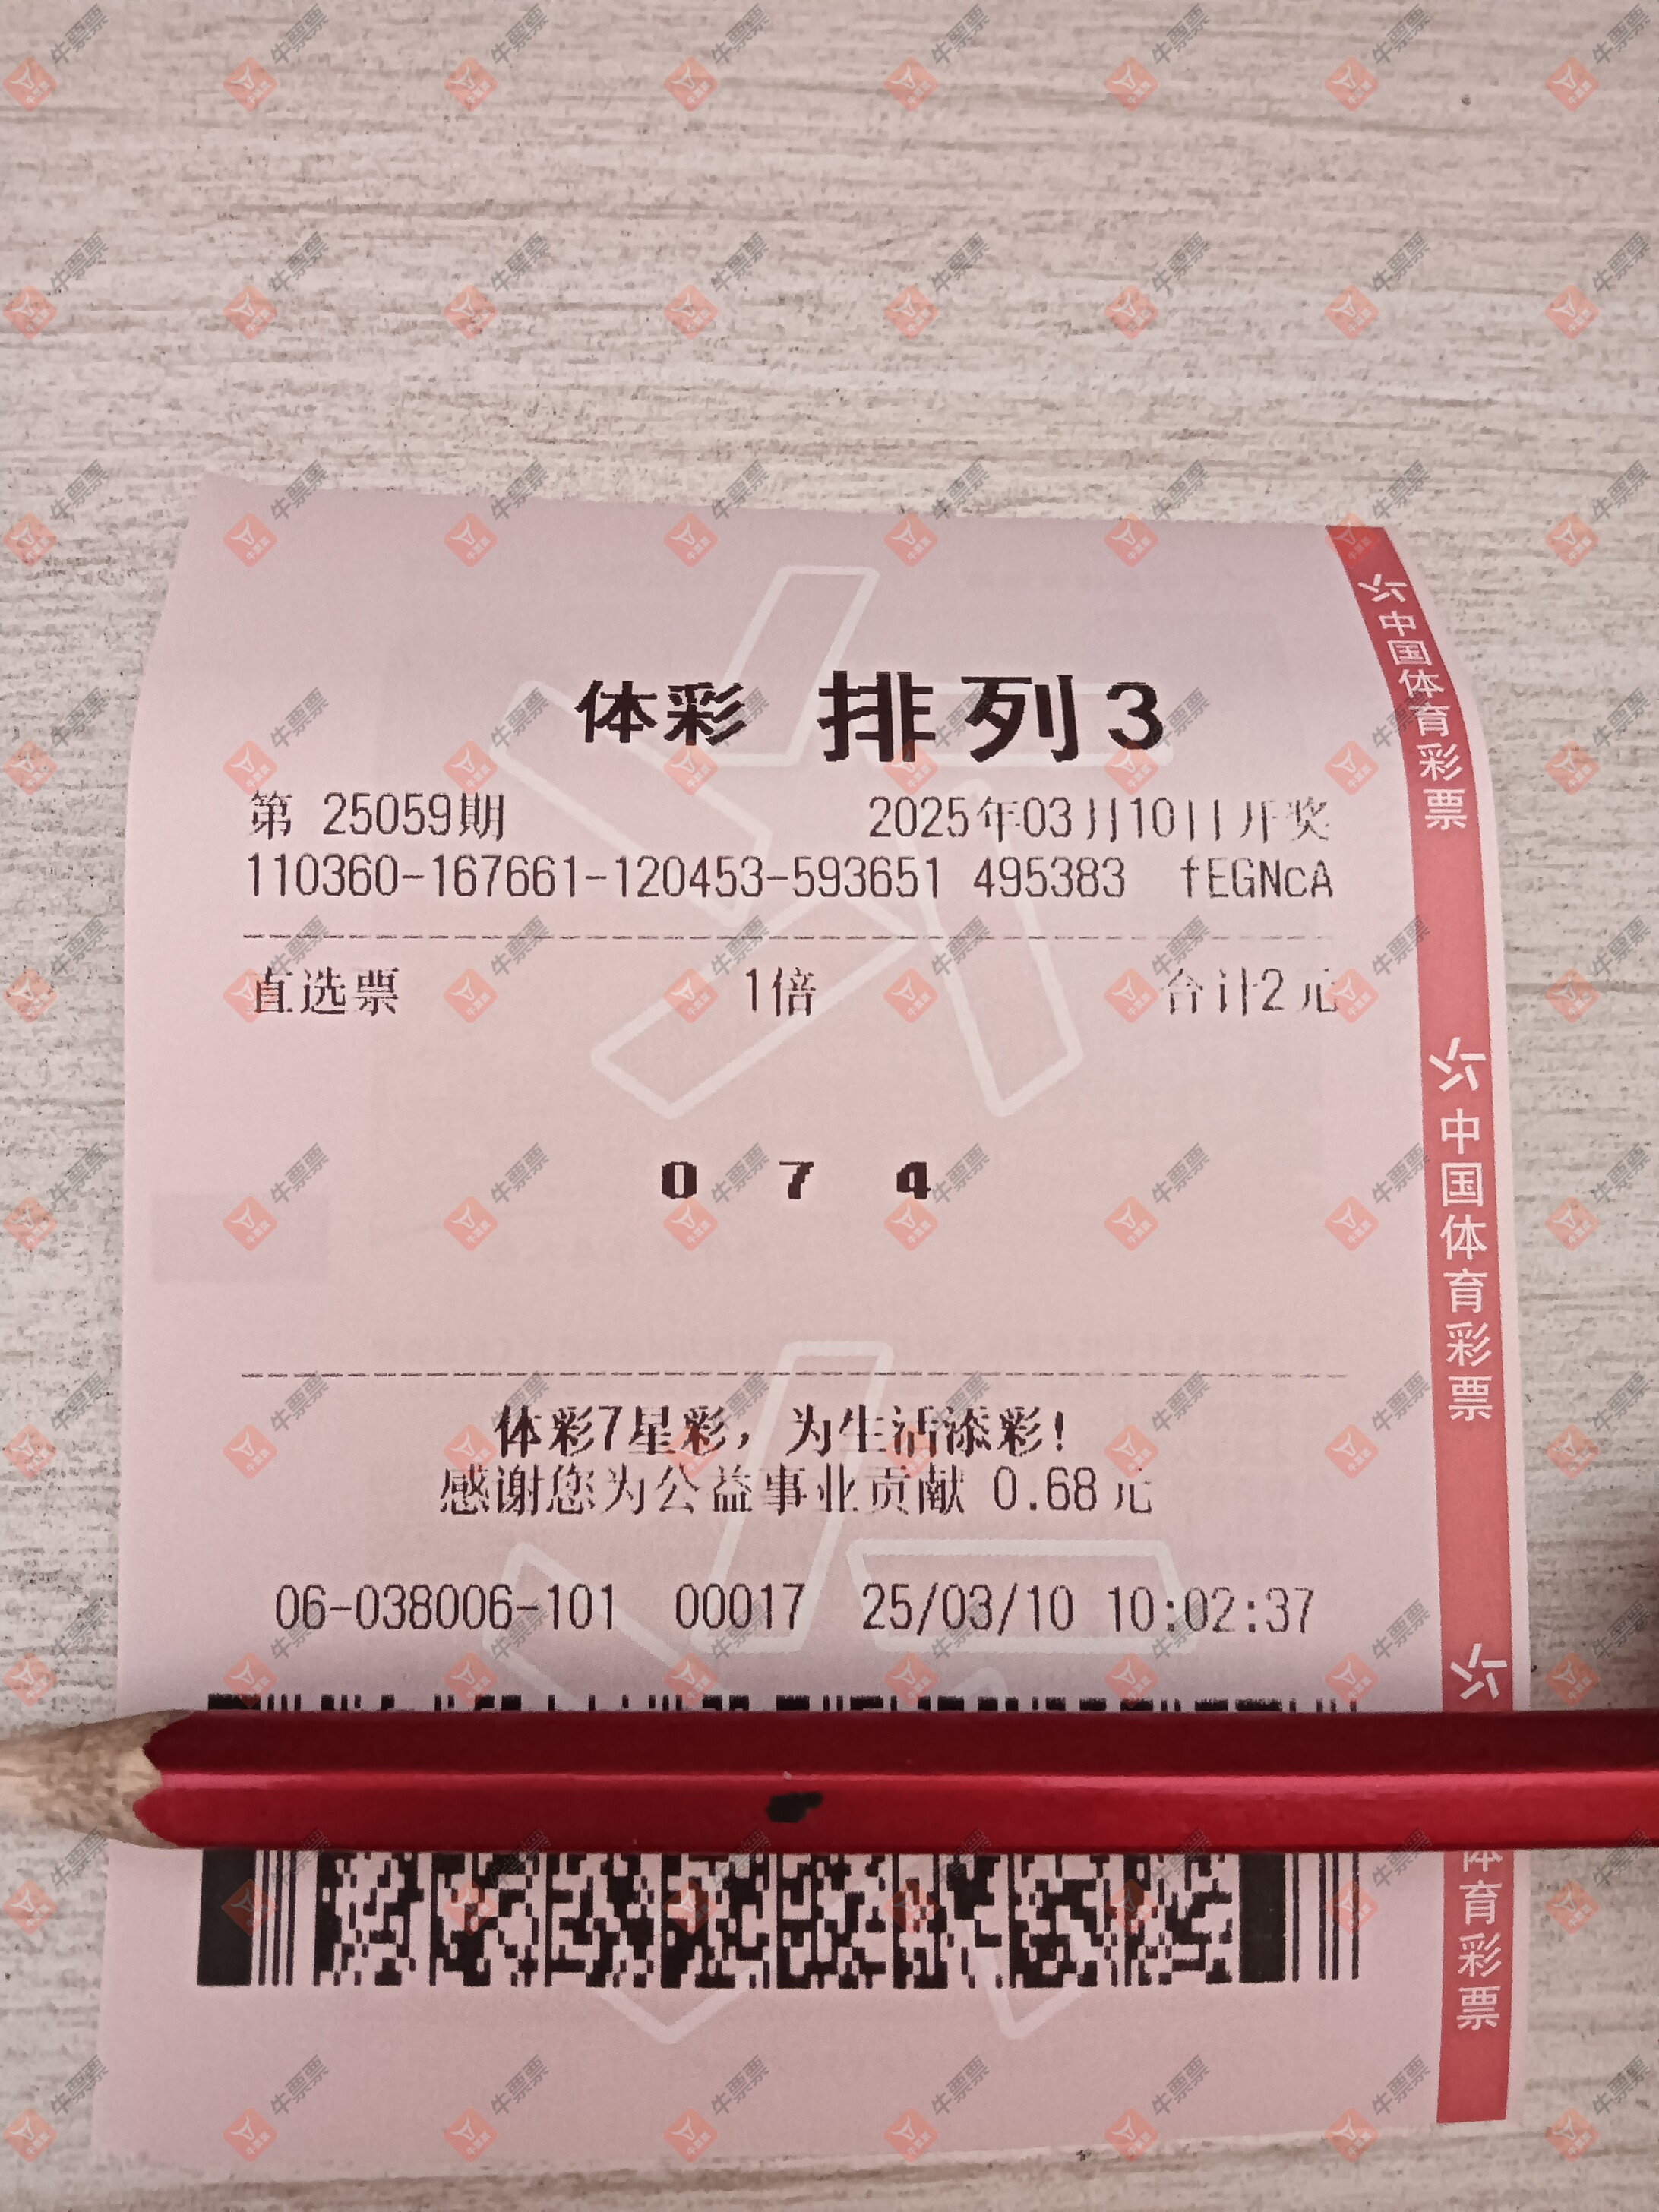 体彩 排列3
第 25059期 2025年03月10日开奖
110360-167661-120453-593651 495383 fEGNcA
直选票 1倍 合计2元
0 7 4
体彩7星彩，为生活添彩！
感谢您为公益事业贡献 0.68元
06-038006-101 00017 25/03/10 10:02:37
中国体育彩票
中国体育彩票
体育彩票
牛票票